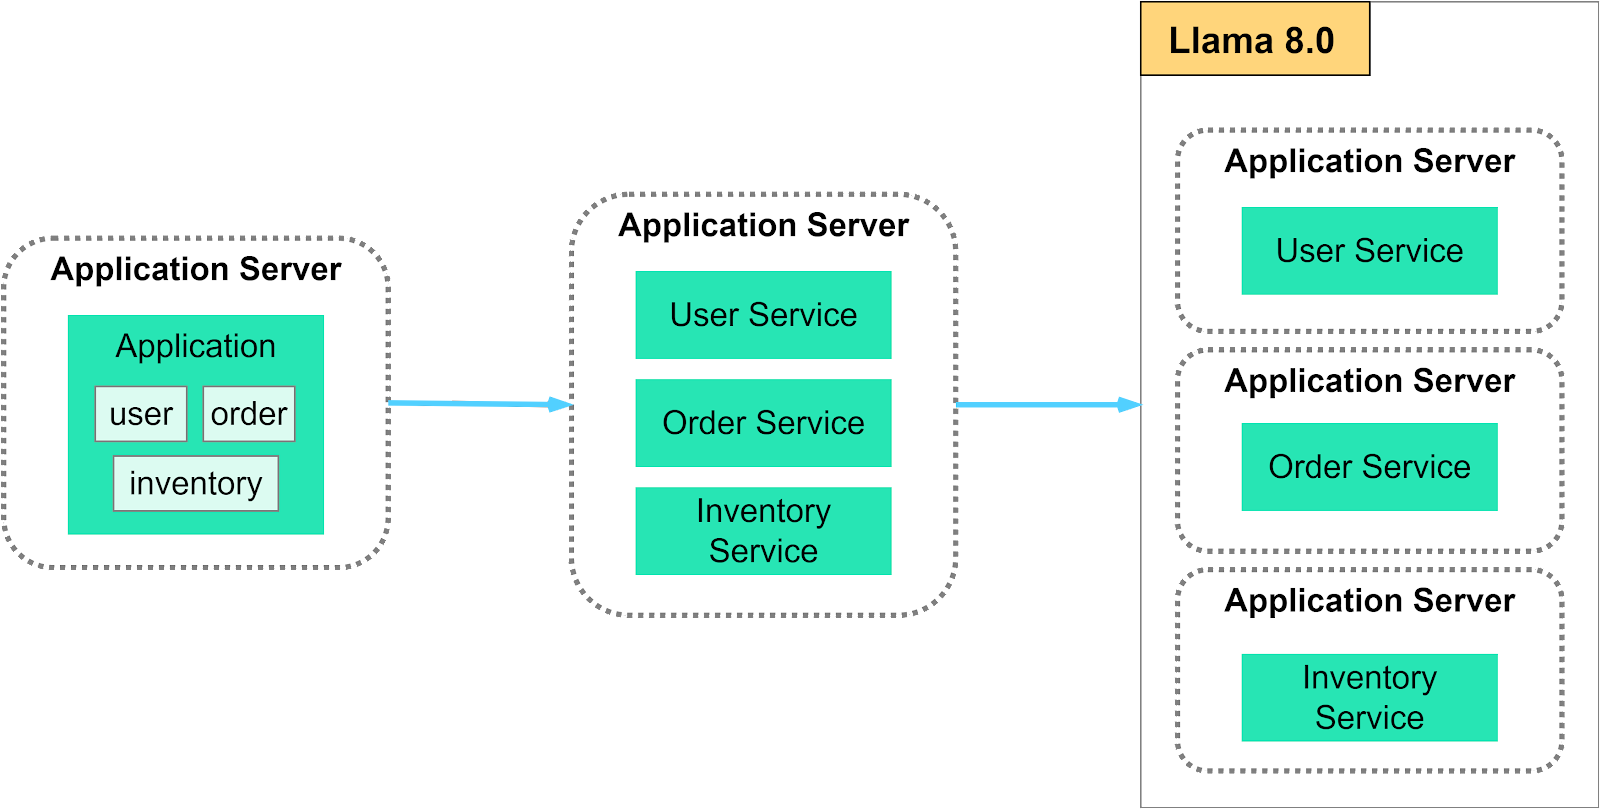 Application Server
Application
user
order
inventory
Application Server
User Service
Order Service
Inventory
Service
Llama 8.0
Application Server
User Service
Application Server
Order Service
Application Server
Inventory
Service